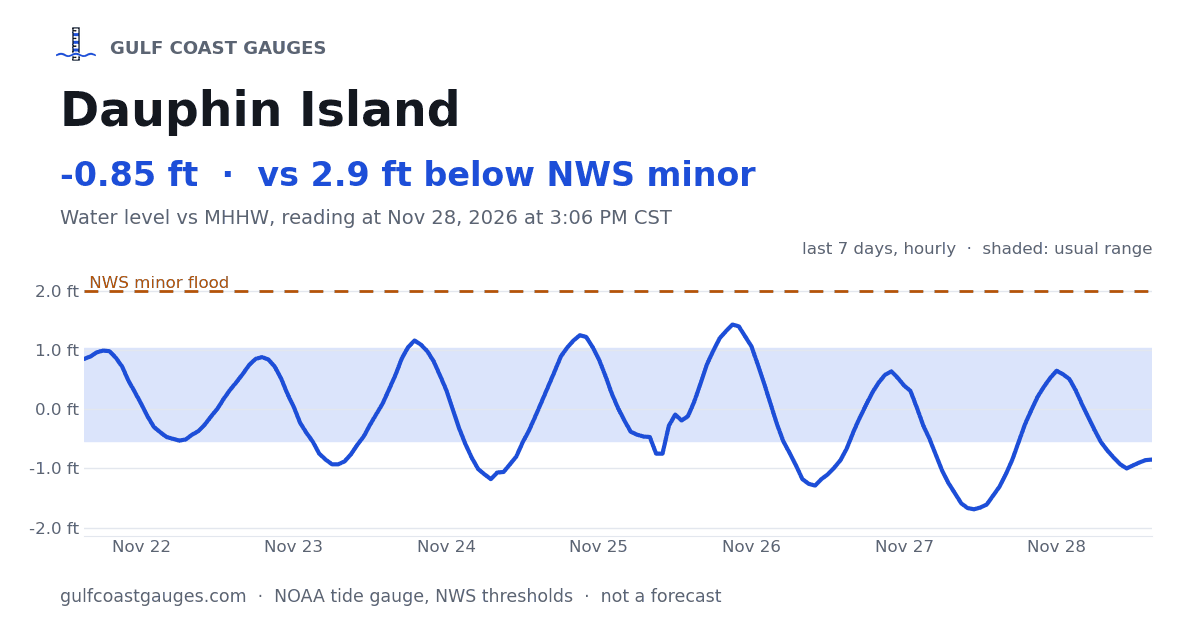 GULF COAST GAUGES
Dauphin Island
-0.85 ft · vs 2.9 ft below NWS minor
Water level vs MHHW, reading at Nov 28, 2026 at 3:06 PM CST
last 7 days, hourly · shaded: usual range
NWS minor flood
2.0 ft
1.0 ft
0.0 ft
-1.0 ft
-2.0 ft
Nov 22 Nov 23 Nov 24 Nov 25 Nov 26 Nov 27 Nov 28
gulfcoastgauges.com · NOAA tide gauge, NWS thresholds · not a forecast